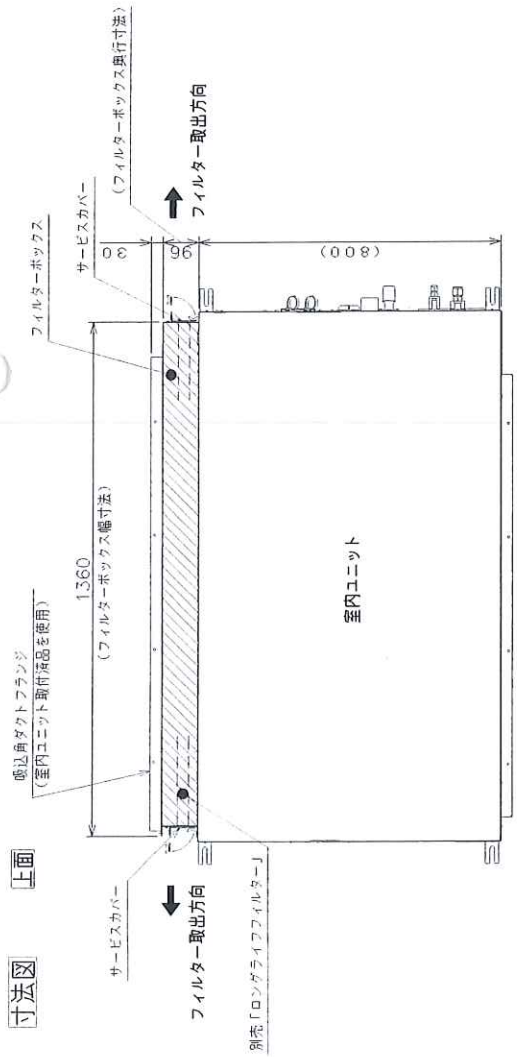 寸法図
上面
吸込角ダクトフランジ
(室内ユニット取付済品を使用)
1360
(フィルターボックス幅寸法)
フィルターボックス
サービスカバー
(フィルターボックス奥行寸法)
30
96
フィルター取出方向
サービスカバー
フィルター取出方向
別売「ロングライフフィルター」
(800)
室内ユニット